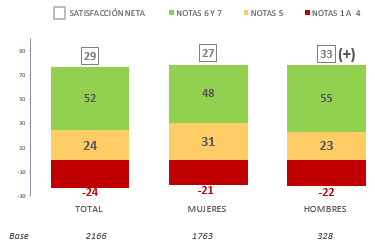 SATISFACCIÓN NETA NOTAS 6 Y 7 NOTAS 5 NOTAS 1 A 4
90
70
50
30
10
-10
-30
29 27 33 (+)
52 48 55
24 31 23
-24 -21 -22
TOTAL MUJERES HOMBRES
Base 2166 1763 328